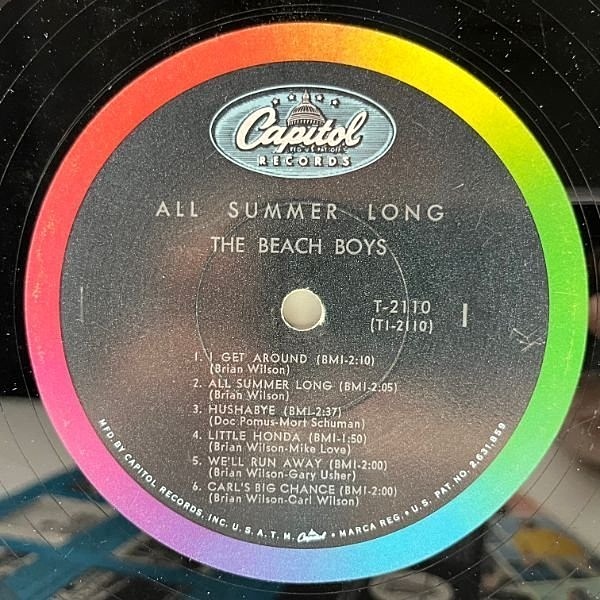 Capitol
REG. U.S. PAT. OFF.
RECORDS
ALL SUMMER LONG
THE BEACH BOYS
T-2110
(T1-2110)
1
1. I GET AROUND (BMI-2:10)
(Brian Wilson)
2. ALL SUMMER LONG (BMI-2:05)
(Brian Wilson)
3. HUSHABYE (BMI-2:37)
(Doc Pomus-Mort Schuman)
4. LITTLE HONDA (BMI-1:50)
(Brian Wilson-Mike Love)
5. WE'LL RUN AWAY (BMI-2:00)
(Brian Wilson-Gary Usher)
6. CARL'S BIG CHANCE (BMI-2:00)
(Brian Wilson-Carl Wilson)
MFD. BY CAPITOL RECORDS, INC. U. S. A. T. M. Capitol • MARCA REG. • U. S. PAT. NO. 2,631,859